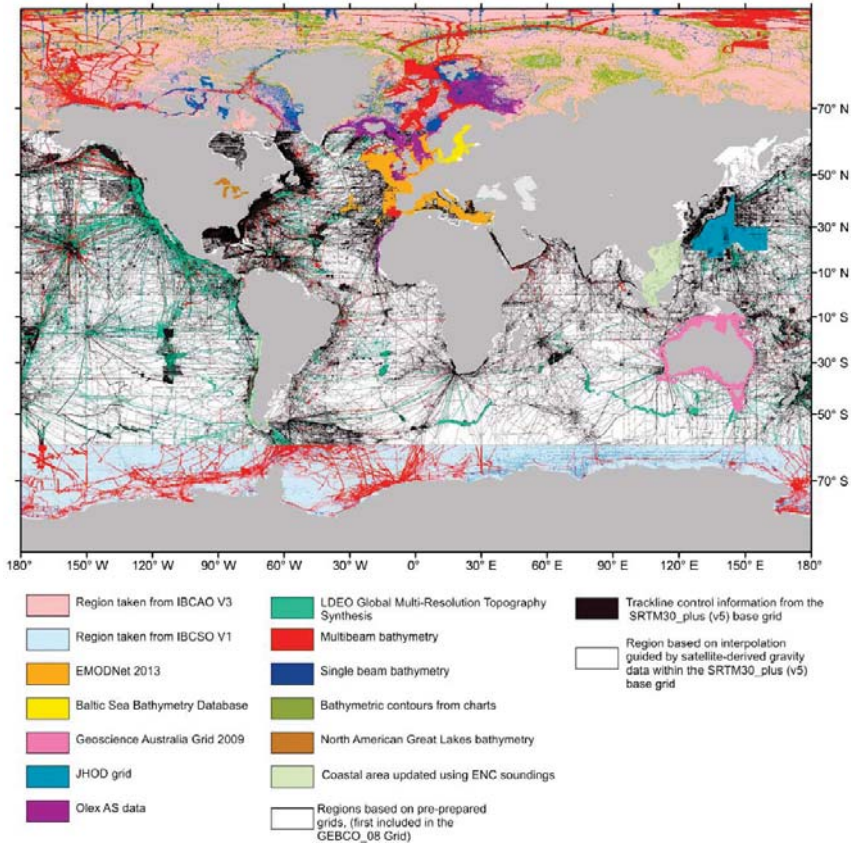 70° N
50° N
30° N
10° N
10° S
30° S
50° S
70° S
180° 150° W 120° W 90° W 60° W 30° W 0° 30° E 60° E 90° E 120° E 150° E 180°
Region taken from IBCAO V3
Region taken from IBCSO V1
EMODNet 2013
Baltic Sea Bathymetry Database
Geoscience Australia Grid 2009
JHOD grid
Olex AS data
LDEO Global Multi-Resolution Topography
Synthesis
Multibeam bathymetry
Single beam bathymetry
Bathymetric contours from charts
North American Great Lakes bathymetry
Coastal area updated using ENC soundings
Regions based on pre-prepared
grids, (first included in the
GEBCO_08 Grid)
Trackline control information from the
SRTM30_plus (v5) base grid
Region based on interpolation
guided by satellite-derived gravity
data within the SRTM30_plus (v5)
base grid